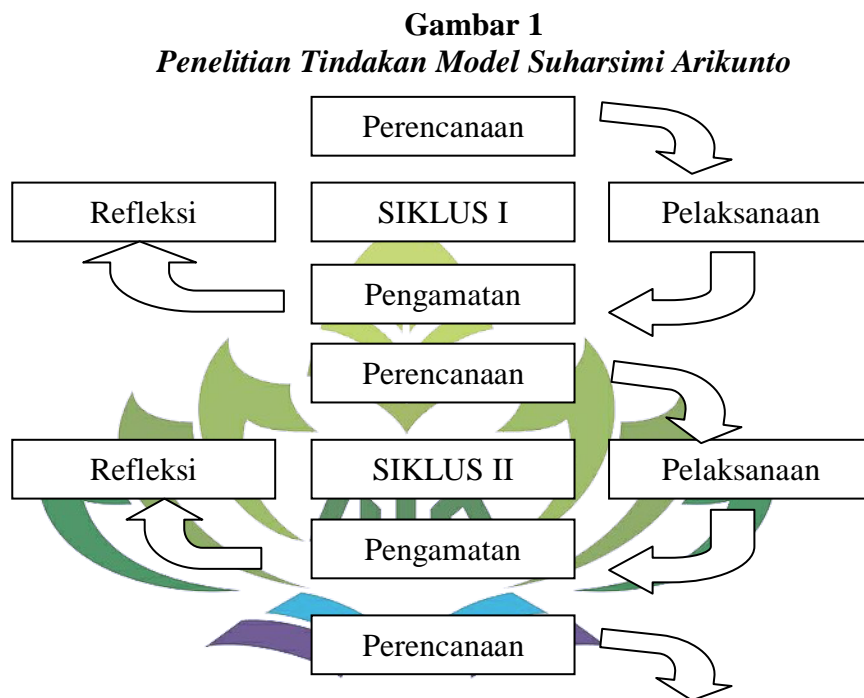 Gambar 1
Penelitian Tindakan Model Suharsimi Arikunto
Perencanaan
Refleksi
SIKLUS I
Pelaksanaan
Pengamatan
Perencanaan
Refleksi
SIKLUS II
Pelaksanaan
Pengamatan
Perencanaan